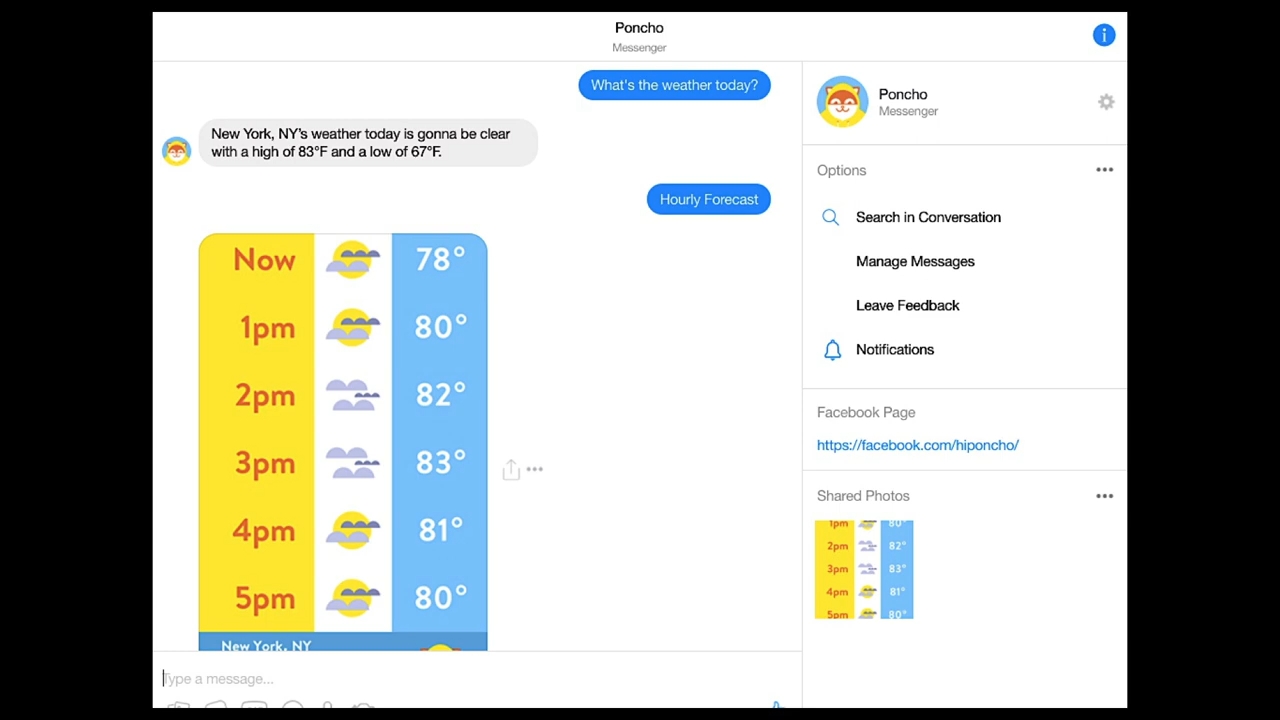 Poncho
Messenger
What's the weather today?
New York, NY's weather today is gonna be clear
with a high of 83°F and a low of 67°F.
Hourly Forecast
Now 78°
1pm 80°
2pm 82°
3pm 83°
4pm 81°
5pm 80°
New York, NY
Type a message...
Poncho
Messenger
Options
Search in Conversation
Manage Messages
Leave Feedback
Notifications
Facebook Page
https://facebook.com/hiponcho/
Shared Photos
1pm 80°
2pm 82°
3pm 83°
4pm 81°
5pm 80°